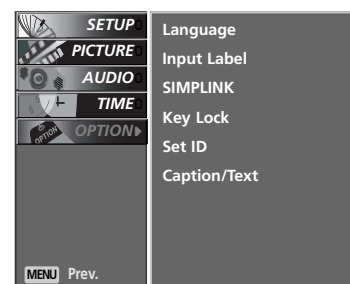 SETUP
PICTURE
AUDIO
TIME
OPTION
MENU Prev.
Language
Input Label
SIMPLINK
Key Lock
Set ID
Caption/Text